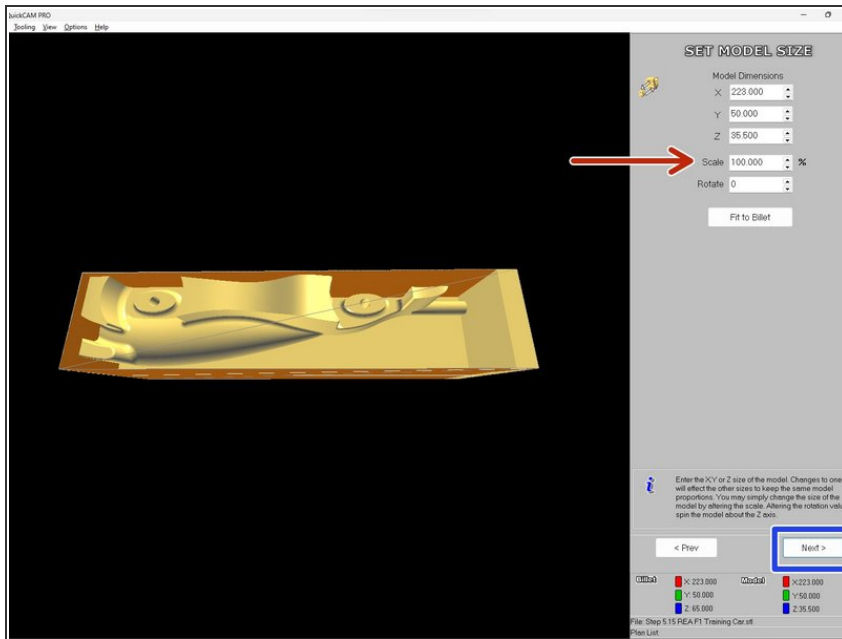 QuickCAM PRO
Tooling View Options Help
SET MODEL SIZE
Model Dimensions
X 223.000
Y 50.000
Z 35.500
Scale 100.000 %
Rotate 0
Fit to Billet
Enter the X,Y or Z size of the model. Changes to one
will effect the other sizes to keep the same model
proportions. You may simply change the size of the
model by altering the scale. Altering the rotation
spin the model about the Z axis.
< Prev Next >
Billet X: 223.000 Model X:223.000
Y: 50.000 Y:50.000
Z: 65.000 Z:35.500
File: Step 5.15 REA F1 Training Car.stl
Plan List